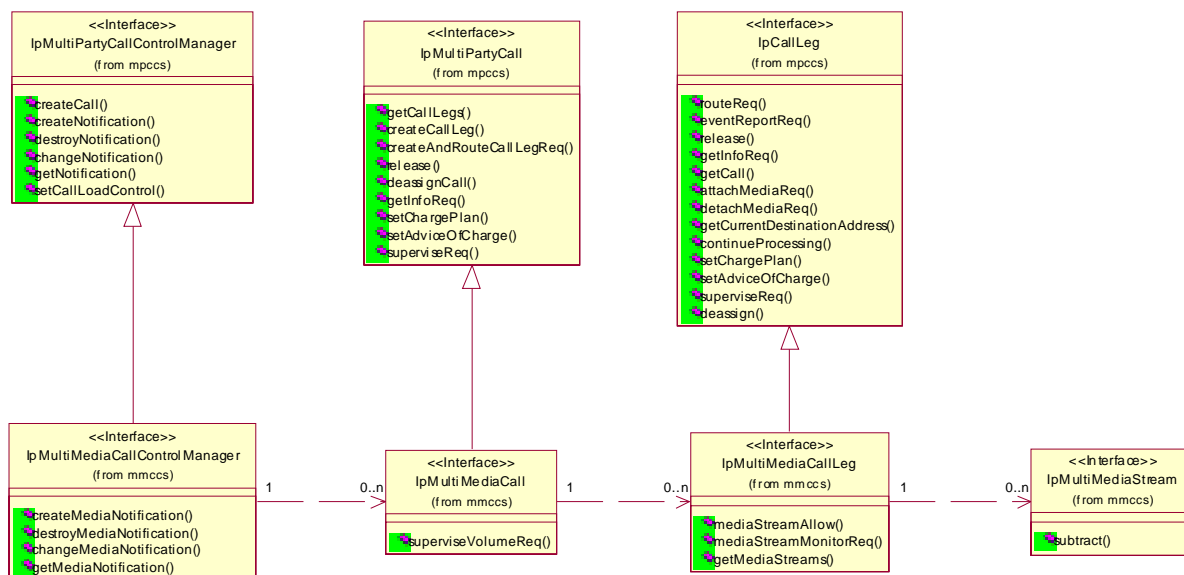 <<Interface>>
IpMultiPartyCallControlManager
(from mpccs)
createCall()
createNotification()
destroyNotification()
changeNotification()
getNotification()
setCallLoadControl()
<<Interface>>
IpMultiPartyCall
(from mpccs)
getCallLegs()
createCallLeg()
createAndRouteCallLegReq()
release()
deassignCall()
getInfoReq()
setChargePlan()
setAdviceOfCharge()
superviseReq()
<<Interface>>
IpCallLeg
(from mpccs)
routeReq()
eventReportReq()
release()
getInfoReq()
getCall()
attachMediaReq()
detachMediaReq()
getCurrentDestinationAddress()
continueProcessing()
setChargePlan()
setAdviceOfCharge()
superviseReq()
deassign()
<<Interface>>
IpMultiMediaCallControlManager
(from mmccs)
createMediaNotification()
destroyMediaNotification()
changeMediaNotification()
getMediaNotification()
1
0..n
<<Interface>>
IpMultiMediaCall
(from mmccs)
superviseVolumeReq()
1
0..n
<<Interface>>
IpMultiMediaCallLeg
(from mmccs)
mediaStreamAllow()
mediaStreamMonitorReq()
getMediaStreams()
1
0..n
<<Interface>>
IpMultiMediaStream
(from mmccs)
subtract()